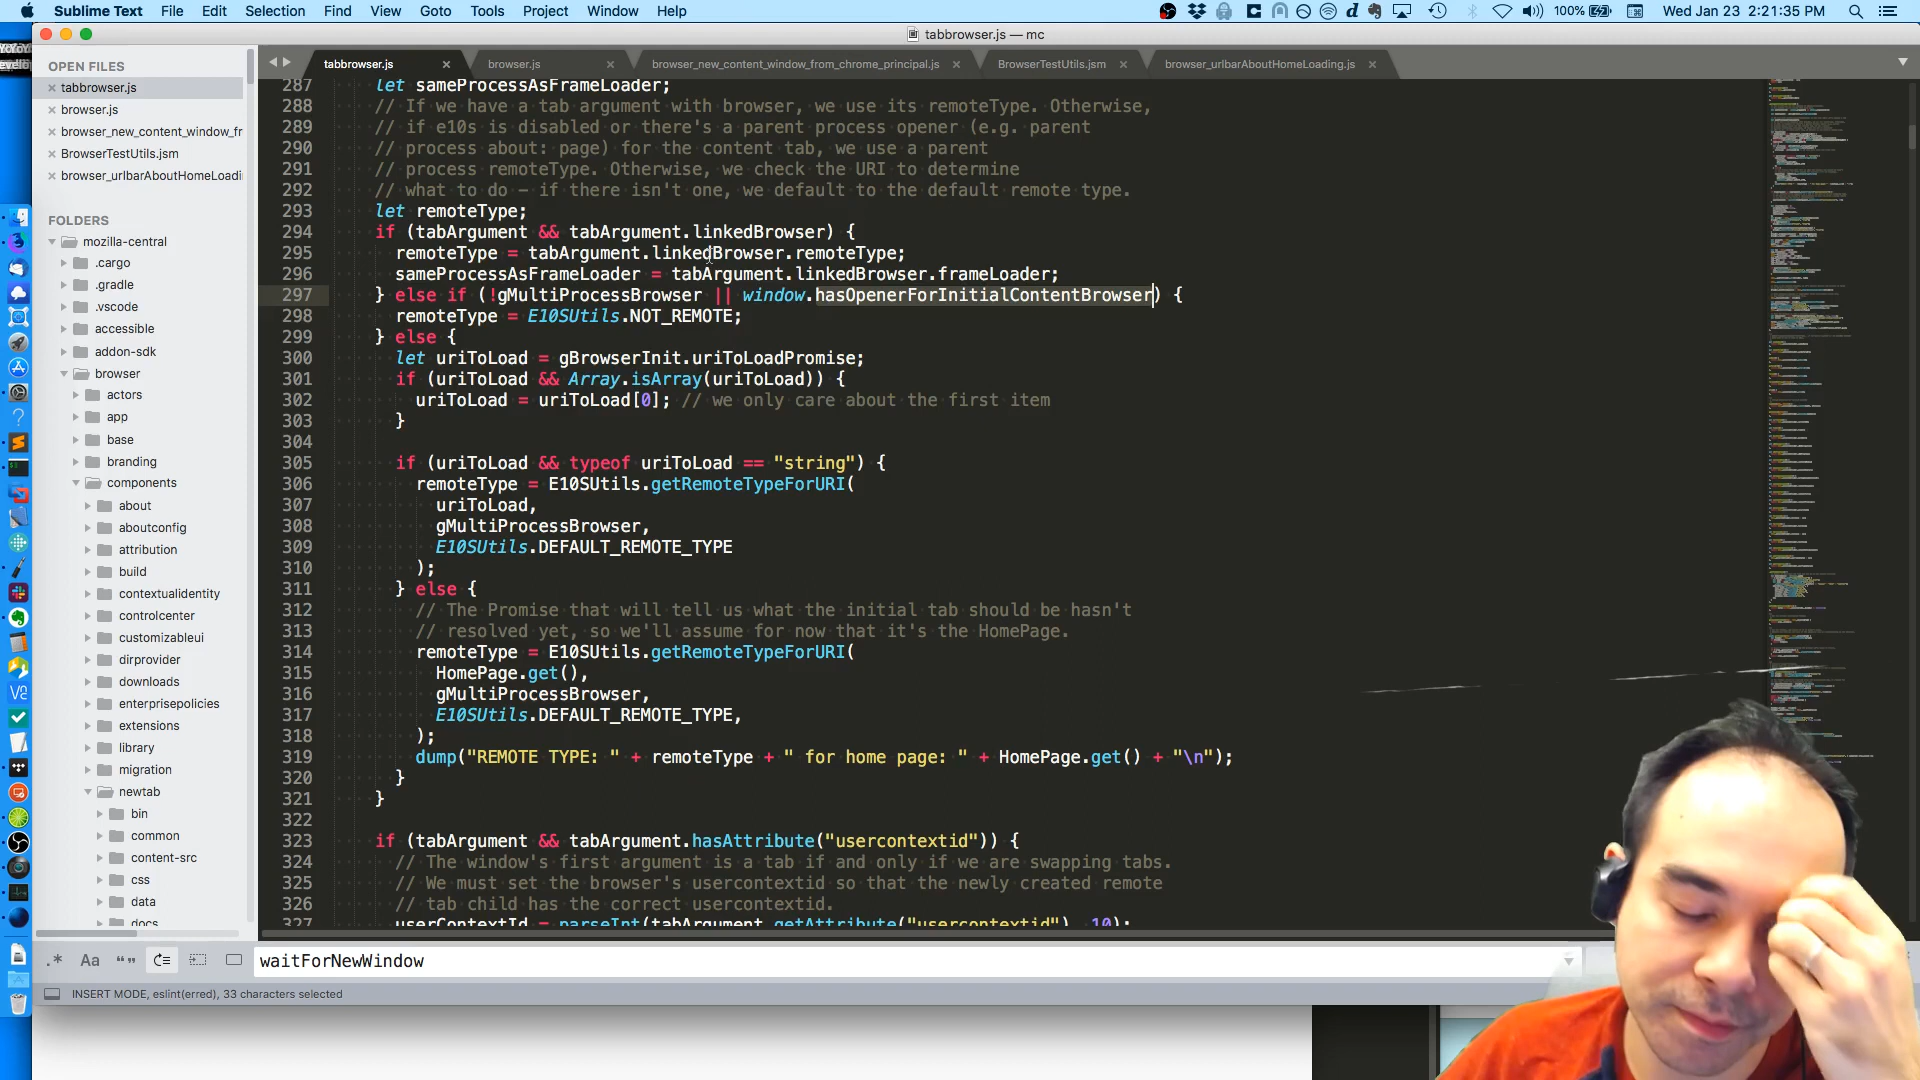 Sublime Text File Edit Selection Find View Goto Tools Project Window Help 100% Wed Jan 23 2:21:35 PM
tabbrowser.js — mc
OPEN FILES
tabbrowser.js
browser.js
browser_new_content_window_fr
BrowserTestUtils.jsm
browser_urlbarAboutHomeLoadi
FOLDERS
mozilla-central
.cargo
.gradle
.vscode
accessible
addon-sdk
browser
actors
app
base
branding
components
about
aboutconfig
attribution
build
contextualidentity
controlcenter
customizableui
dirprovider
downloads
enterprisepolicies
extensions
library
migration
newtab
bin
common
content-src
css
data
docs
tabbrowser.js browser.js browser_new_content_window_from_chrome_principal.js BrowserTestUtils.jsm browser_urlbarAboutHomeLoading.js
287 let sameProcessAsFrameLoader;
288 // If we have a tab argument with browser, we use its remoteType. Otherwise,
289 // if e10s is disabled or there's a parent process opener (e.g. parent
290 // process about: page) for the content tab, we use a parent
291 // process remoteType. Otherwise, we check the URI to determine
292 // what to do - if there isn't one, we default to the default remote type.
293 let remoteType;
294 if (tabArgument && tabArgument.linkedBrowser) {
295 remoteType = tabArgument.linkedBrowser.remoteType;
296 sameProcessAsFrameLoader = tabArgument.linkedBrowser.frameLoader;
297 } else if (!gMultiProcessBrowser || window.hasOpenerForInitialContentBrowser) {
298 remoteType = E10SUtils.NOT_REMOTE;
299 } else {
300 let uriToLoad = gBrowserInit.uriToLoadPromise;
301 if (uriToLoad && Array.isArray(uriToLoad)) {
302 uriToLoad = uriToLoad[0]; // we only care about the first item
303 }
304
305 if (uriToLoad && typeof uriToLoad == "string") {
306 remoteType = E10SUtils.getRemoteTypeForURI(
307 uriToLoad,
308 gMultiProcessBrowser,
309 E10SUtils.DEFAULT_REMOTE_TYPE
310 );
311 } else {
312 // The Promise that will tell us what the initial tab should be hasn't
313 // resolved yet, so we'll assume for now that it's the HomePage.
314 remoteType = E10SUtils.getRemoteTypeForURI(
315 HomePage.get(),
316 gMultiProcessBrowser,
317 E10SUtils.DEFAULT_REMOTE_TYPE,
318 );
319 dump("REMOTE TYPE: " + remoteType + " for home page: " + HomePage.get() + "\n");
320 }
321 }
322
323 if (tabArgument && tabArgument.hasAttribute("usercontextid")) {
324 // The window's first argument is a tab if and only if we are swapping tabs.
325 // We must set the browser's usercontextid so that the newly created remote
326 // tab child has the correct usercontextid.
327 userContextId = parseInt(tabArgument.getAttribute("usercontextid"), 10);
.* Aa waitForNewWindow
INSERT MODE, eslint(erred), 33 characters selected